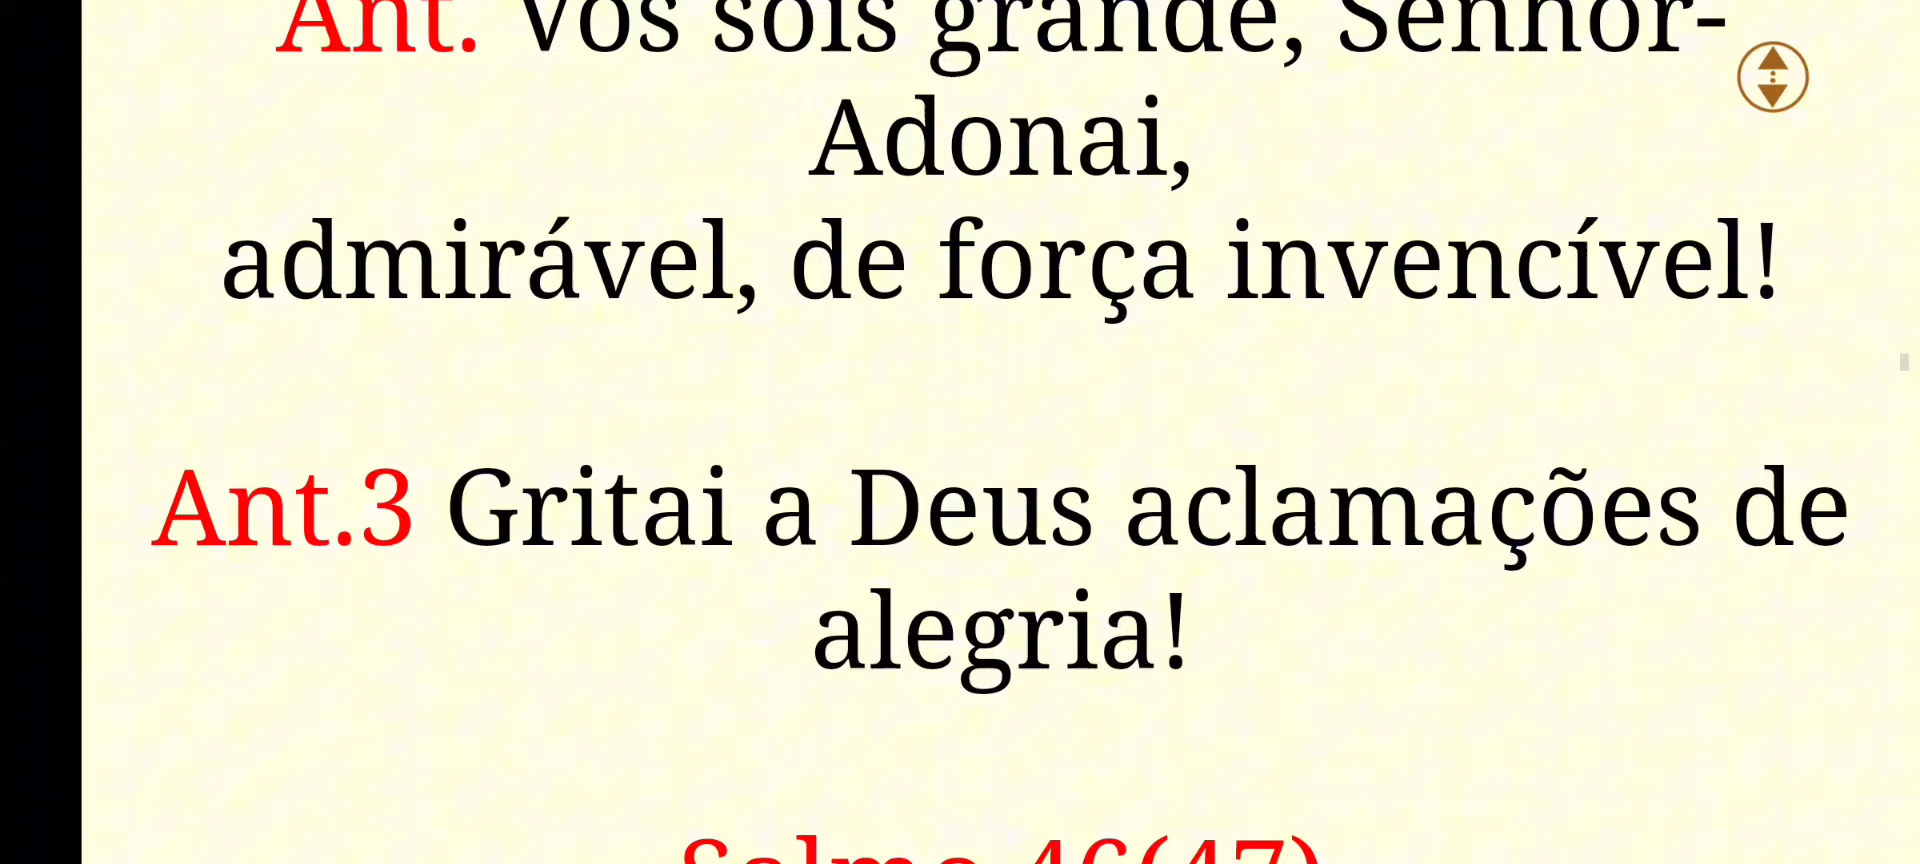 Ant. Vós sois grande, Senhor-
Adonai,
admirável, de força invencível!
Ant.3 Gritai a Deus aclamações de
alegria!
Salmo 46(47)